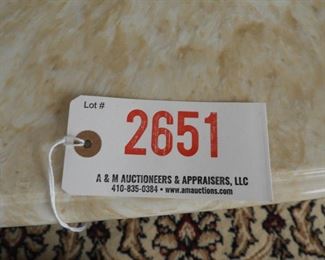 Lot #
2651
A & M AUCTIONEERS & APPRAISERS, LLC
410-835-0384 • www.amauctions.com